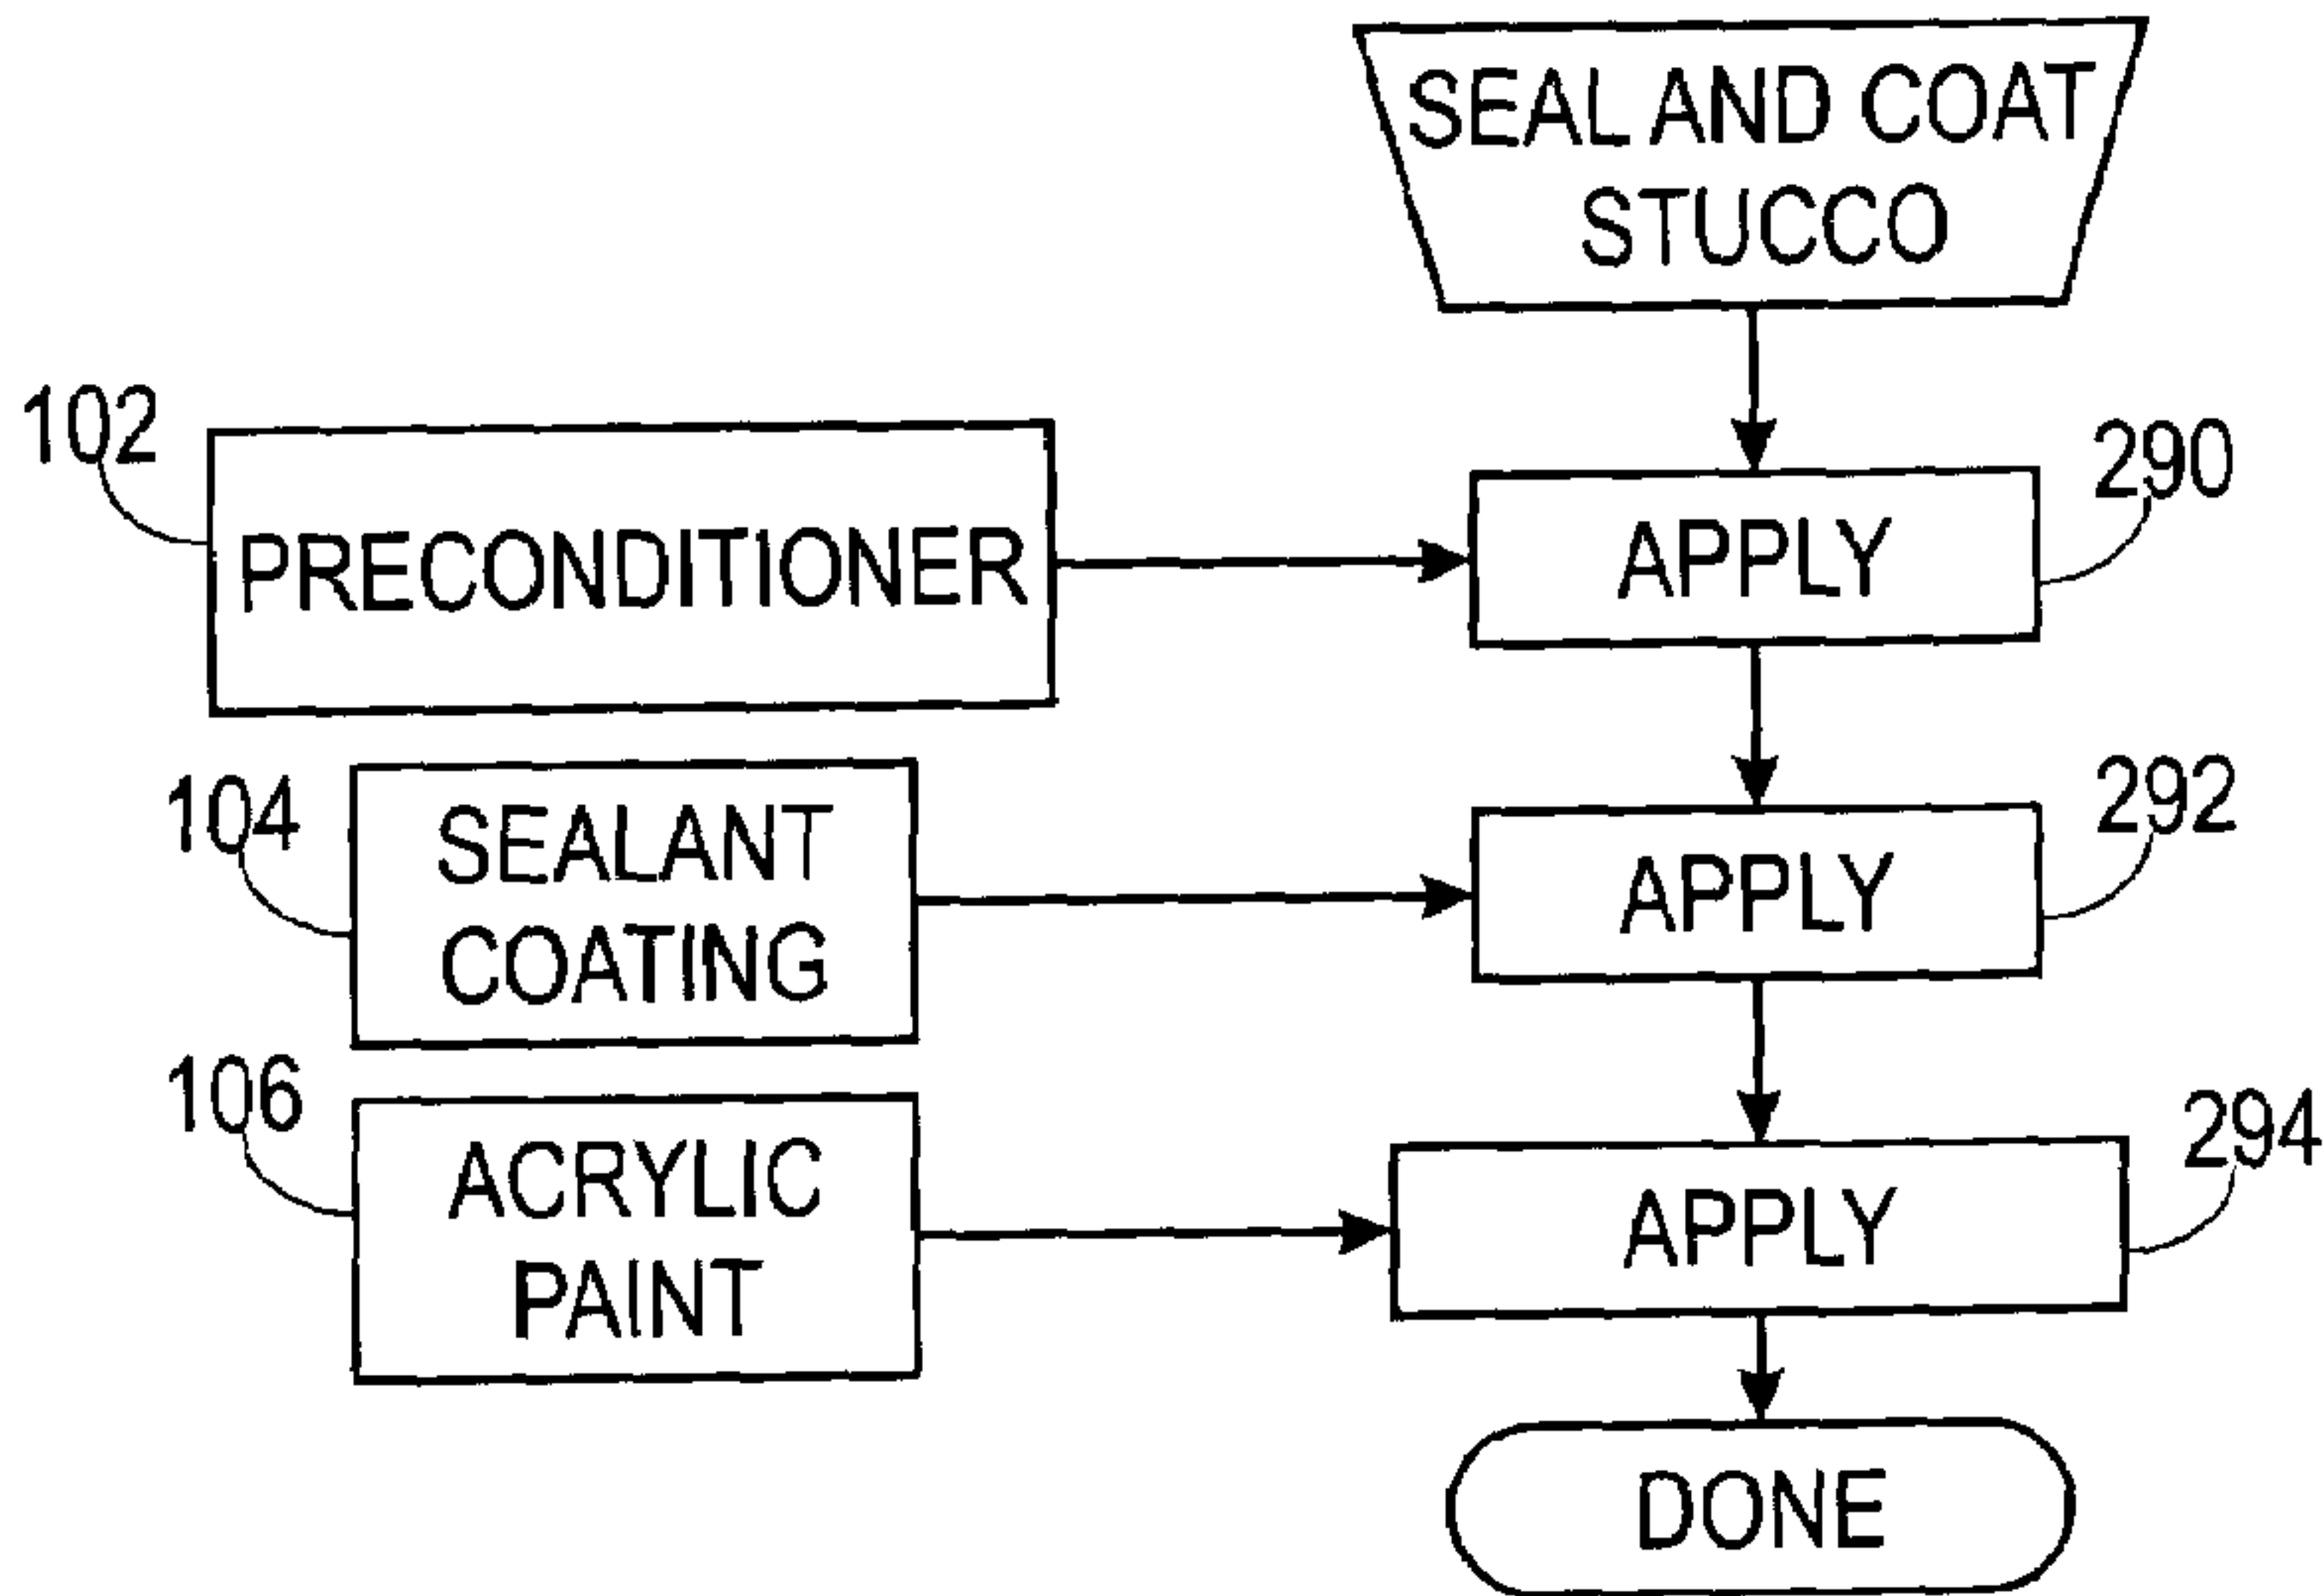 SEAL AND COAT
STUCCO
102
PRECONDITIONER
APPLY
290
104
SEALANT
COATING
APPLY
292
106
ACRYLIC
PAINT
APPLY
294
DONE